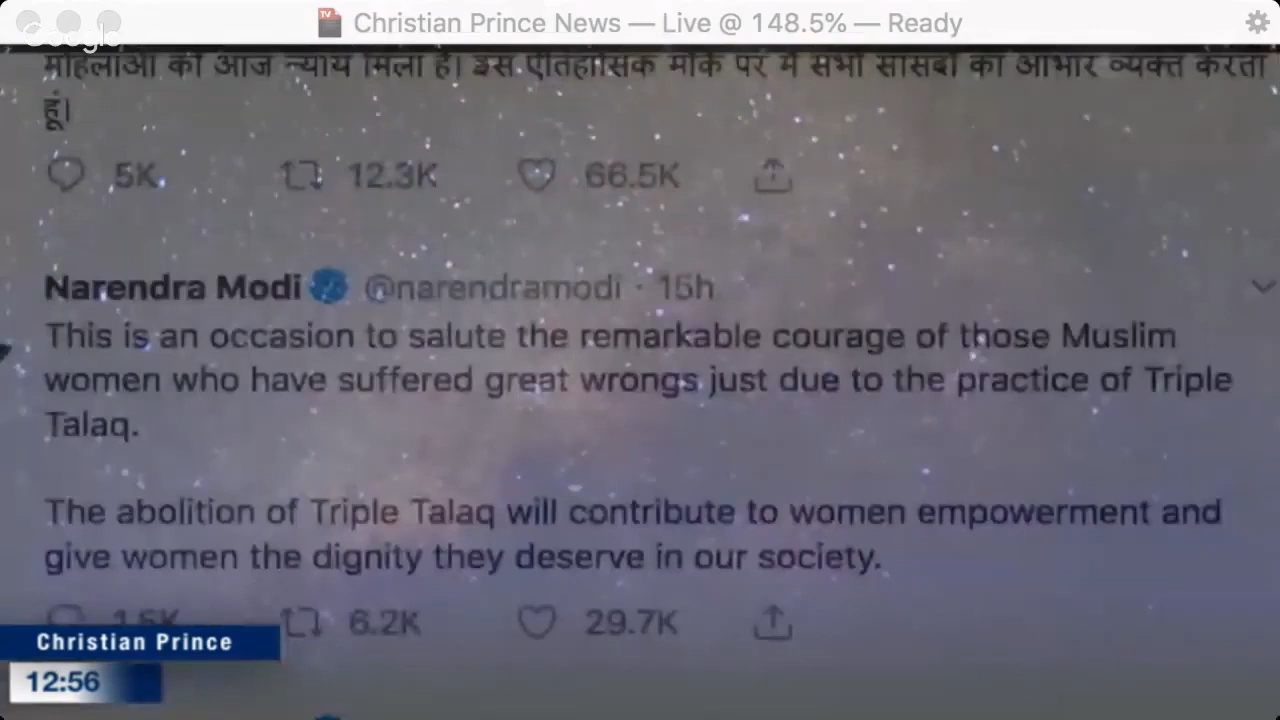 Christian Prince News — Live @ 148.5% — Ready
Google
महिलाओं को आज न्याय मिला है। इस ऐतिहासिक मौके पर मैं सभी सांसदों का आभार व्यक्त करता
हूं।
5K 12.3K 66.5K
Narendra Modi @narendramodi · 15h
This is an occasion to salute the remarkable courage of those Muslim
women who have suffered great wrongs just due to the practice of Triple
Talaq.
The abolition of Triple Talaq will contribute to women empowerment and
give women the dignity they deserve in our society.
1.5K 6.2K 29.7K
Christian Prince
12:56